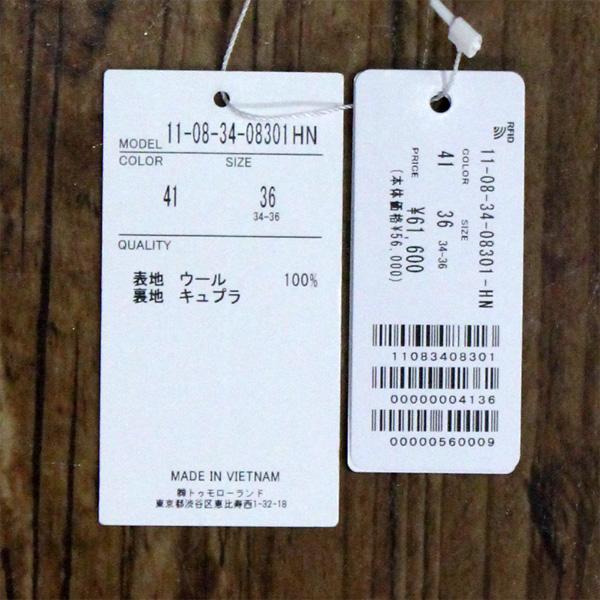 MODEL 11-08-34-08301HN
COLOR SIZE
41 36
34-36
QUALITY
表地 ウール 100%
裏地 キュプラ
MADE IN VIETNAM
㈱トゥモローランド
東京都渋谷区恵比寿西1-32-18
RFID
11-08-34-08301-HN
COLOR SIZE
41 36 34-36
PRICE ¥61,600
(本体価格¥56,000)
11083408301
00000004136
00000560009